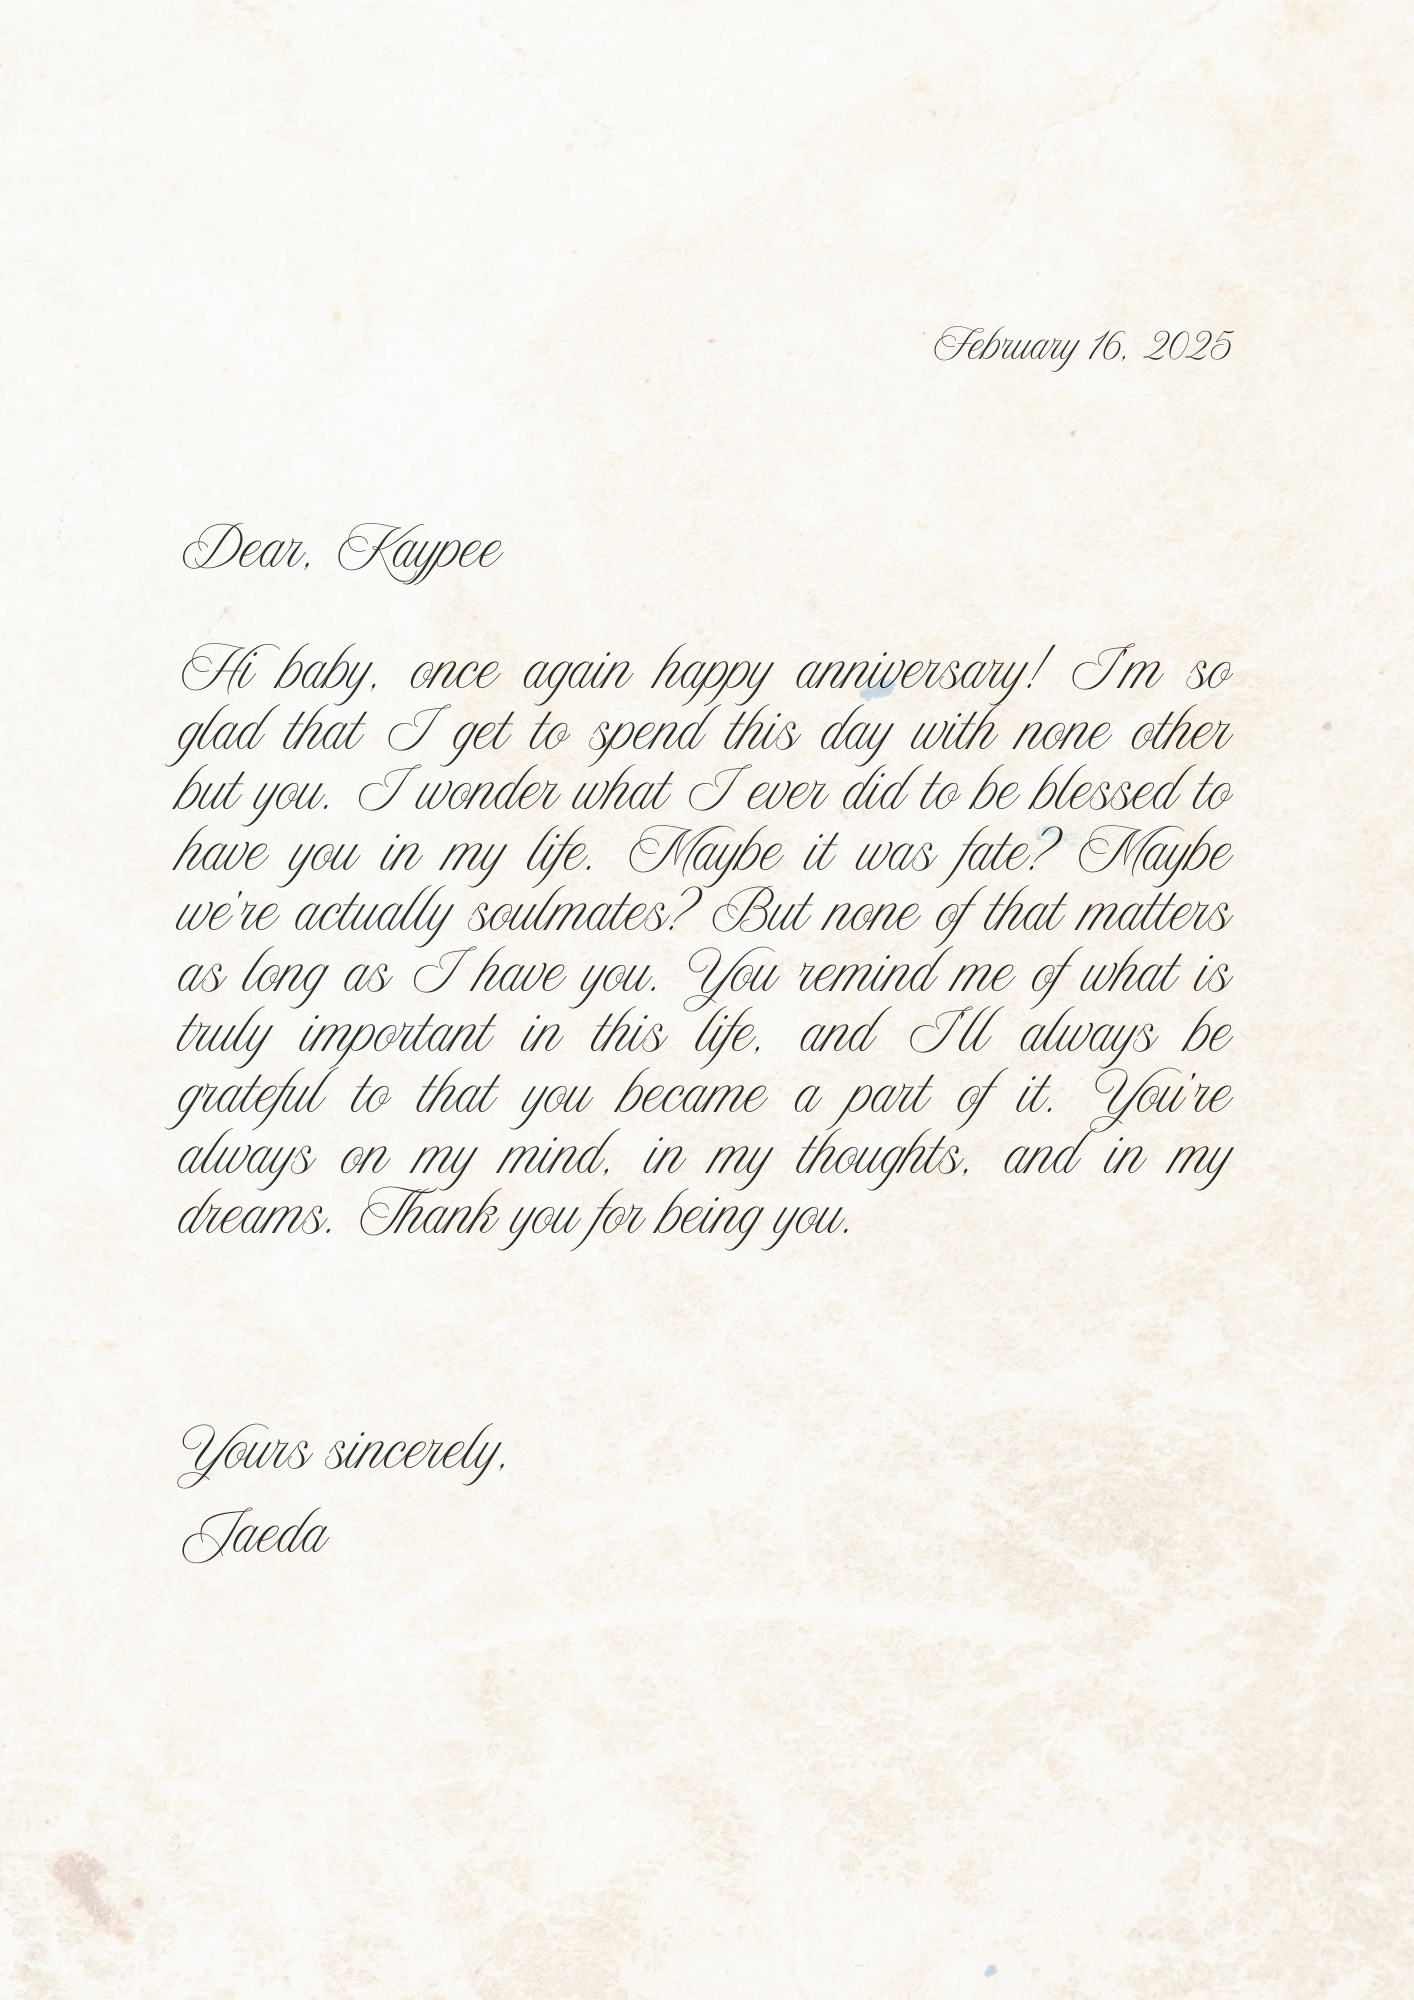 February 16, 2025
Dear, Kaypee
Hi baby, once again happy anniversary! I'm so
glad that I get to spend this day with none other
but you. I wonder what I ever did to be blessed to
have you in my life. Maybe it was fate? Maybe
we're actually soulmates? But none of that matters
as long as I have you. You remind me of what is
truly important in this life, and I'll always be
grateful to that you became a part of it. You're
always on my mind, in my thoughts, and in my
dreams. Thank you for being you.
Yours sincerely,
Jaeda